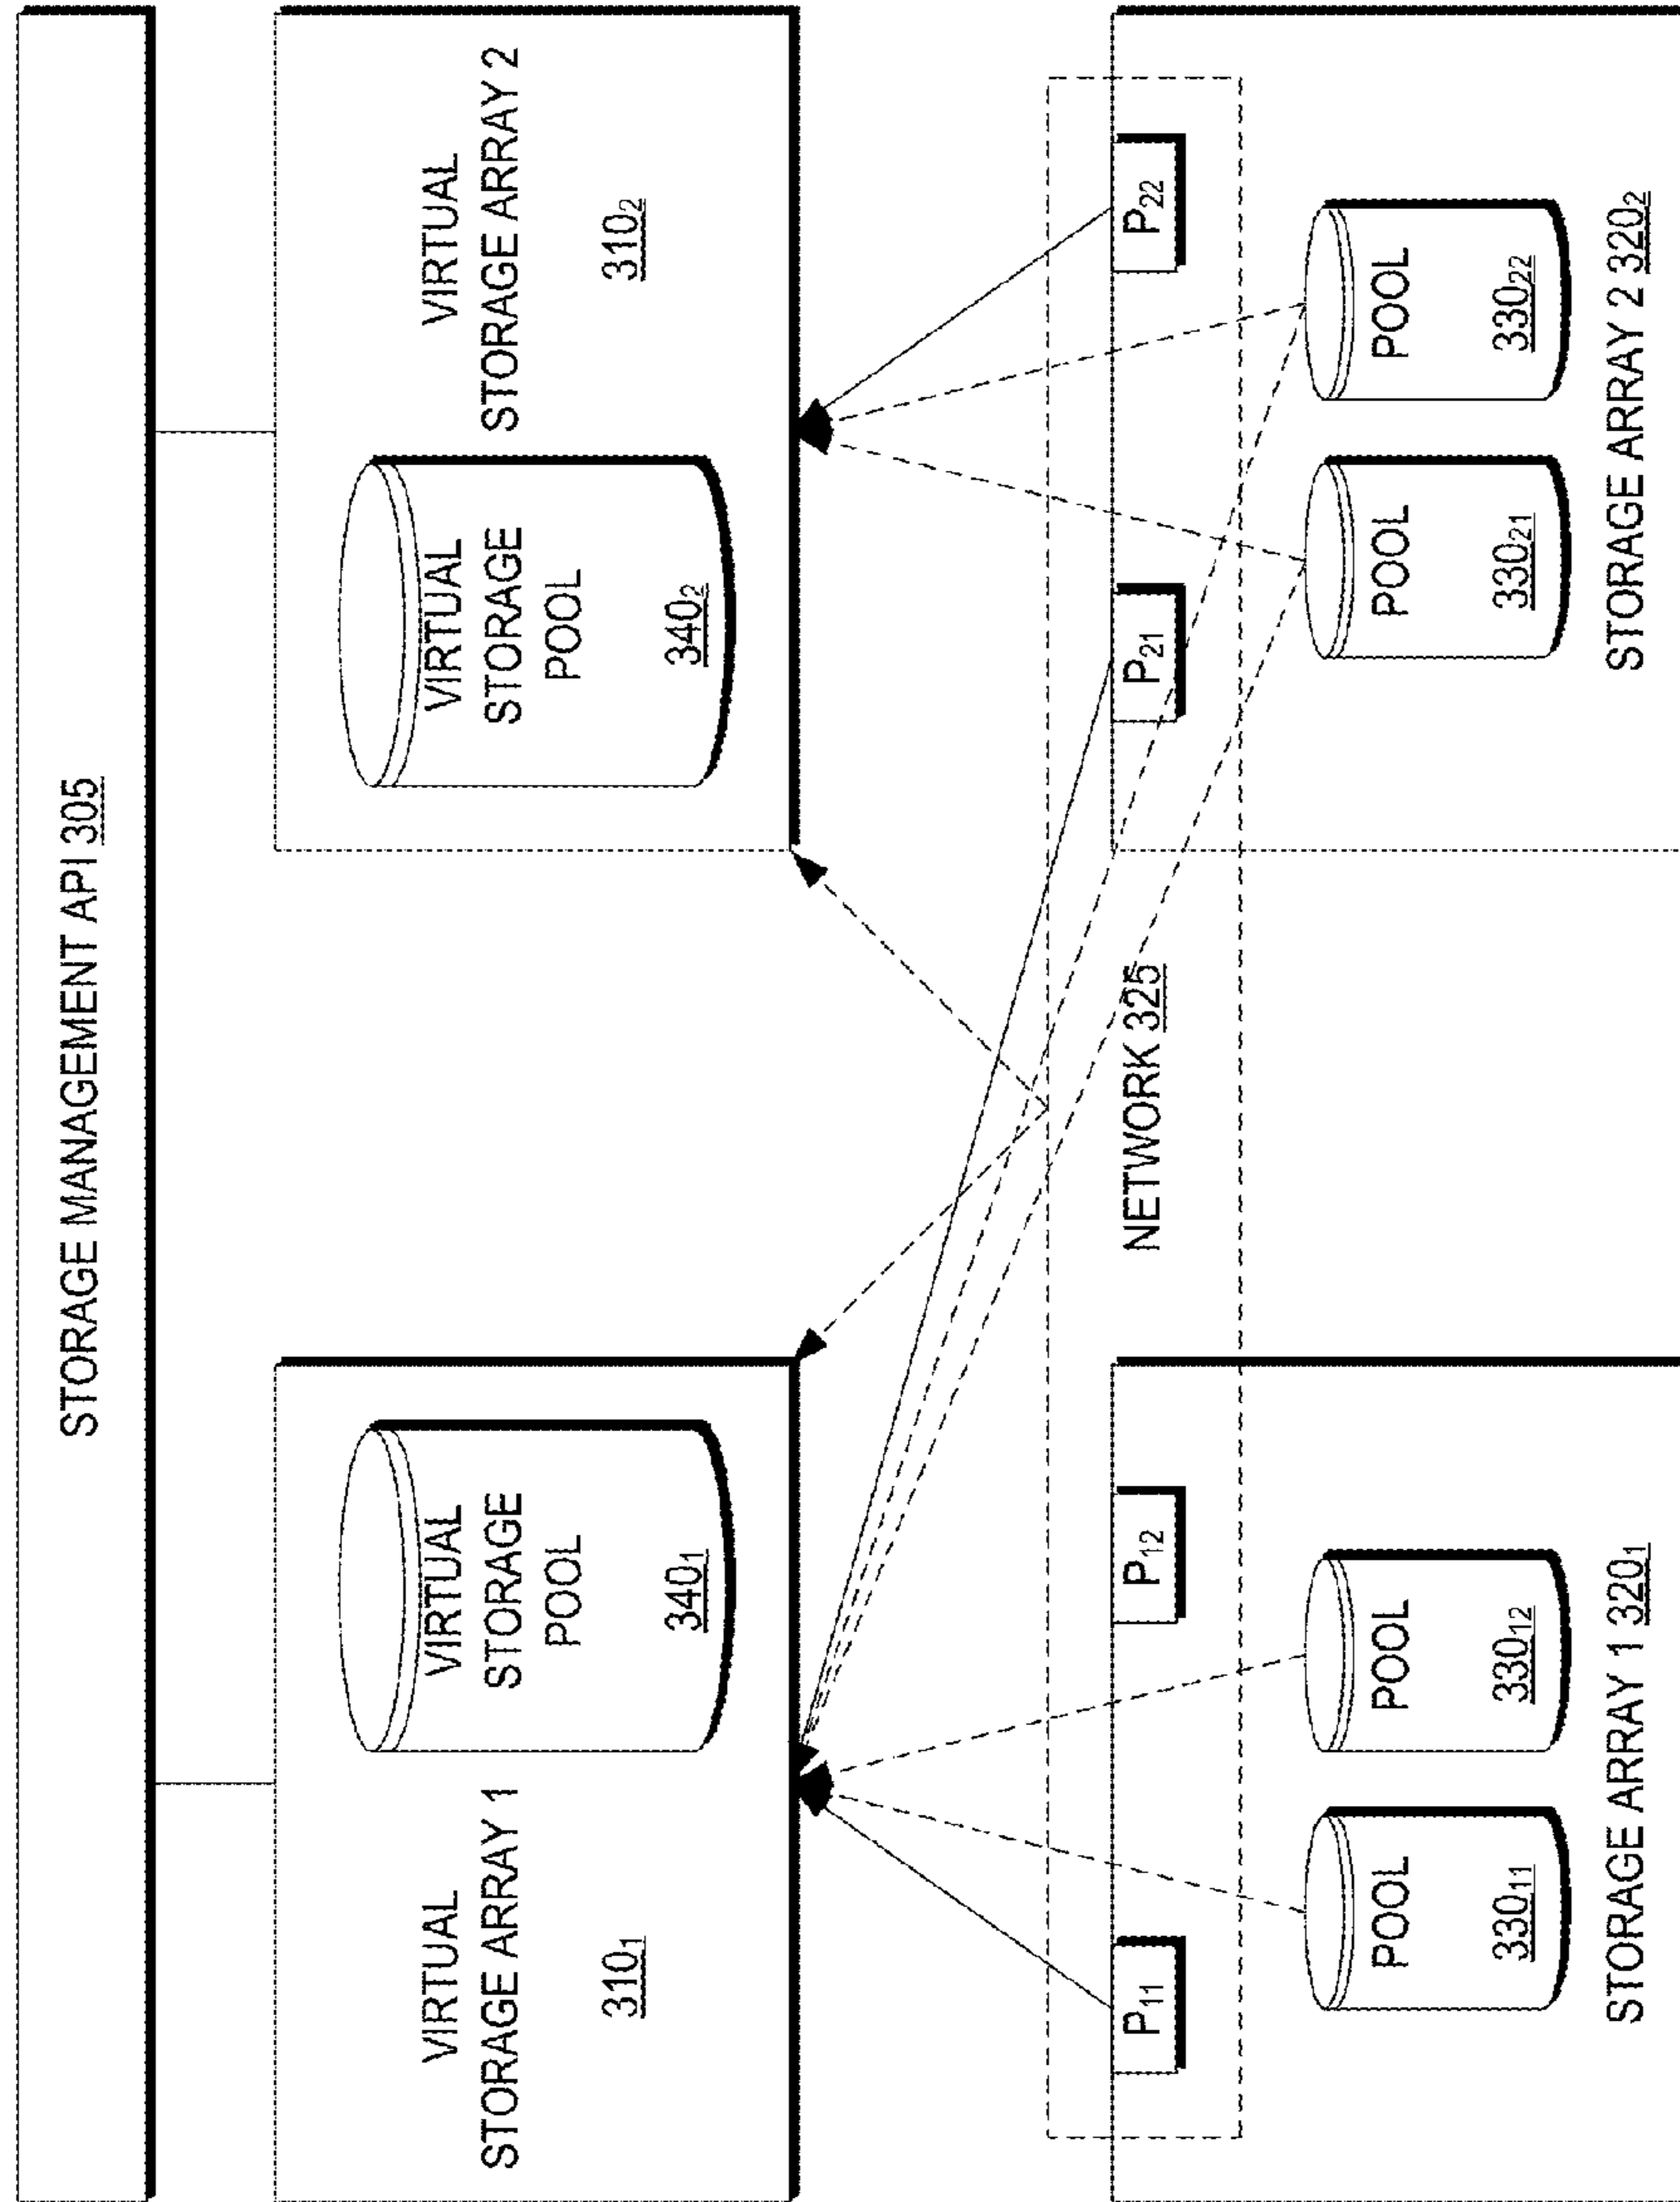 STORAGE MANAGEMENT API 305
VIRTUAL
STORAGE ARRAY 1
310₁
VIRTUAL
STORAGE
POOL
340₁
VIRTUAL
STORAGE
POOL
340₂
VIRTUAL
STORAGE ARRAY 2
310₂
P₁₁
P₁₂
NETWORK 325
P₂₁
P₂₂
POOL
330₁₁
POOL
330₁₂
POOL
330₂₁
POOL
330₂₂
STORAGE ARRAY 1 320₁
STORAGE ARRAY 2 320₂